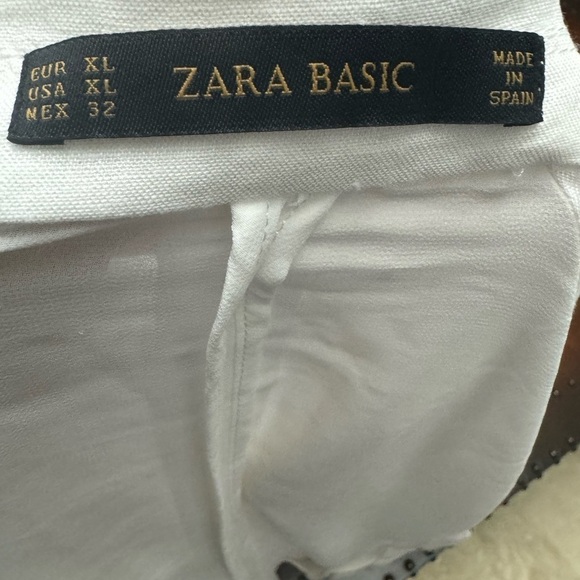 EUR XL
USA XL
MEX 32
ZARA BASIC
MADE
IN
SPAIN